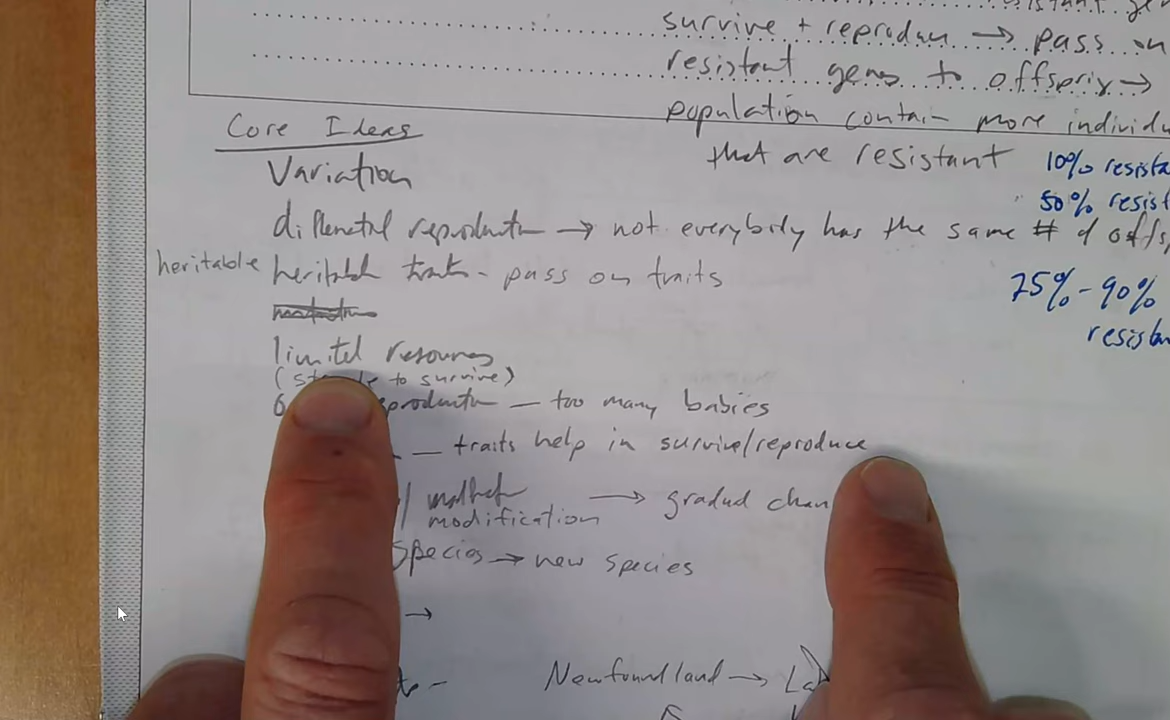 survive + reproduce → pass on
resistant genes to offspring →
population contain more individu
that are resistant
10% resista
50% resist
Core Ideas
Variation
differential reproduction → not everybody has the same # of offs
heritable heritable traits - pass on traits
75% - 90%
resistan
limited resources
( to survive)
reproduction — too many babies
— traits help in survive/reproduce
modification → gradual chan
species → new species
→
Newfoundland → La